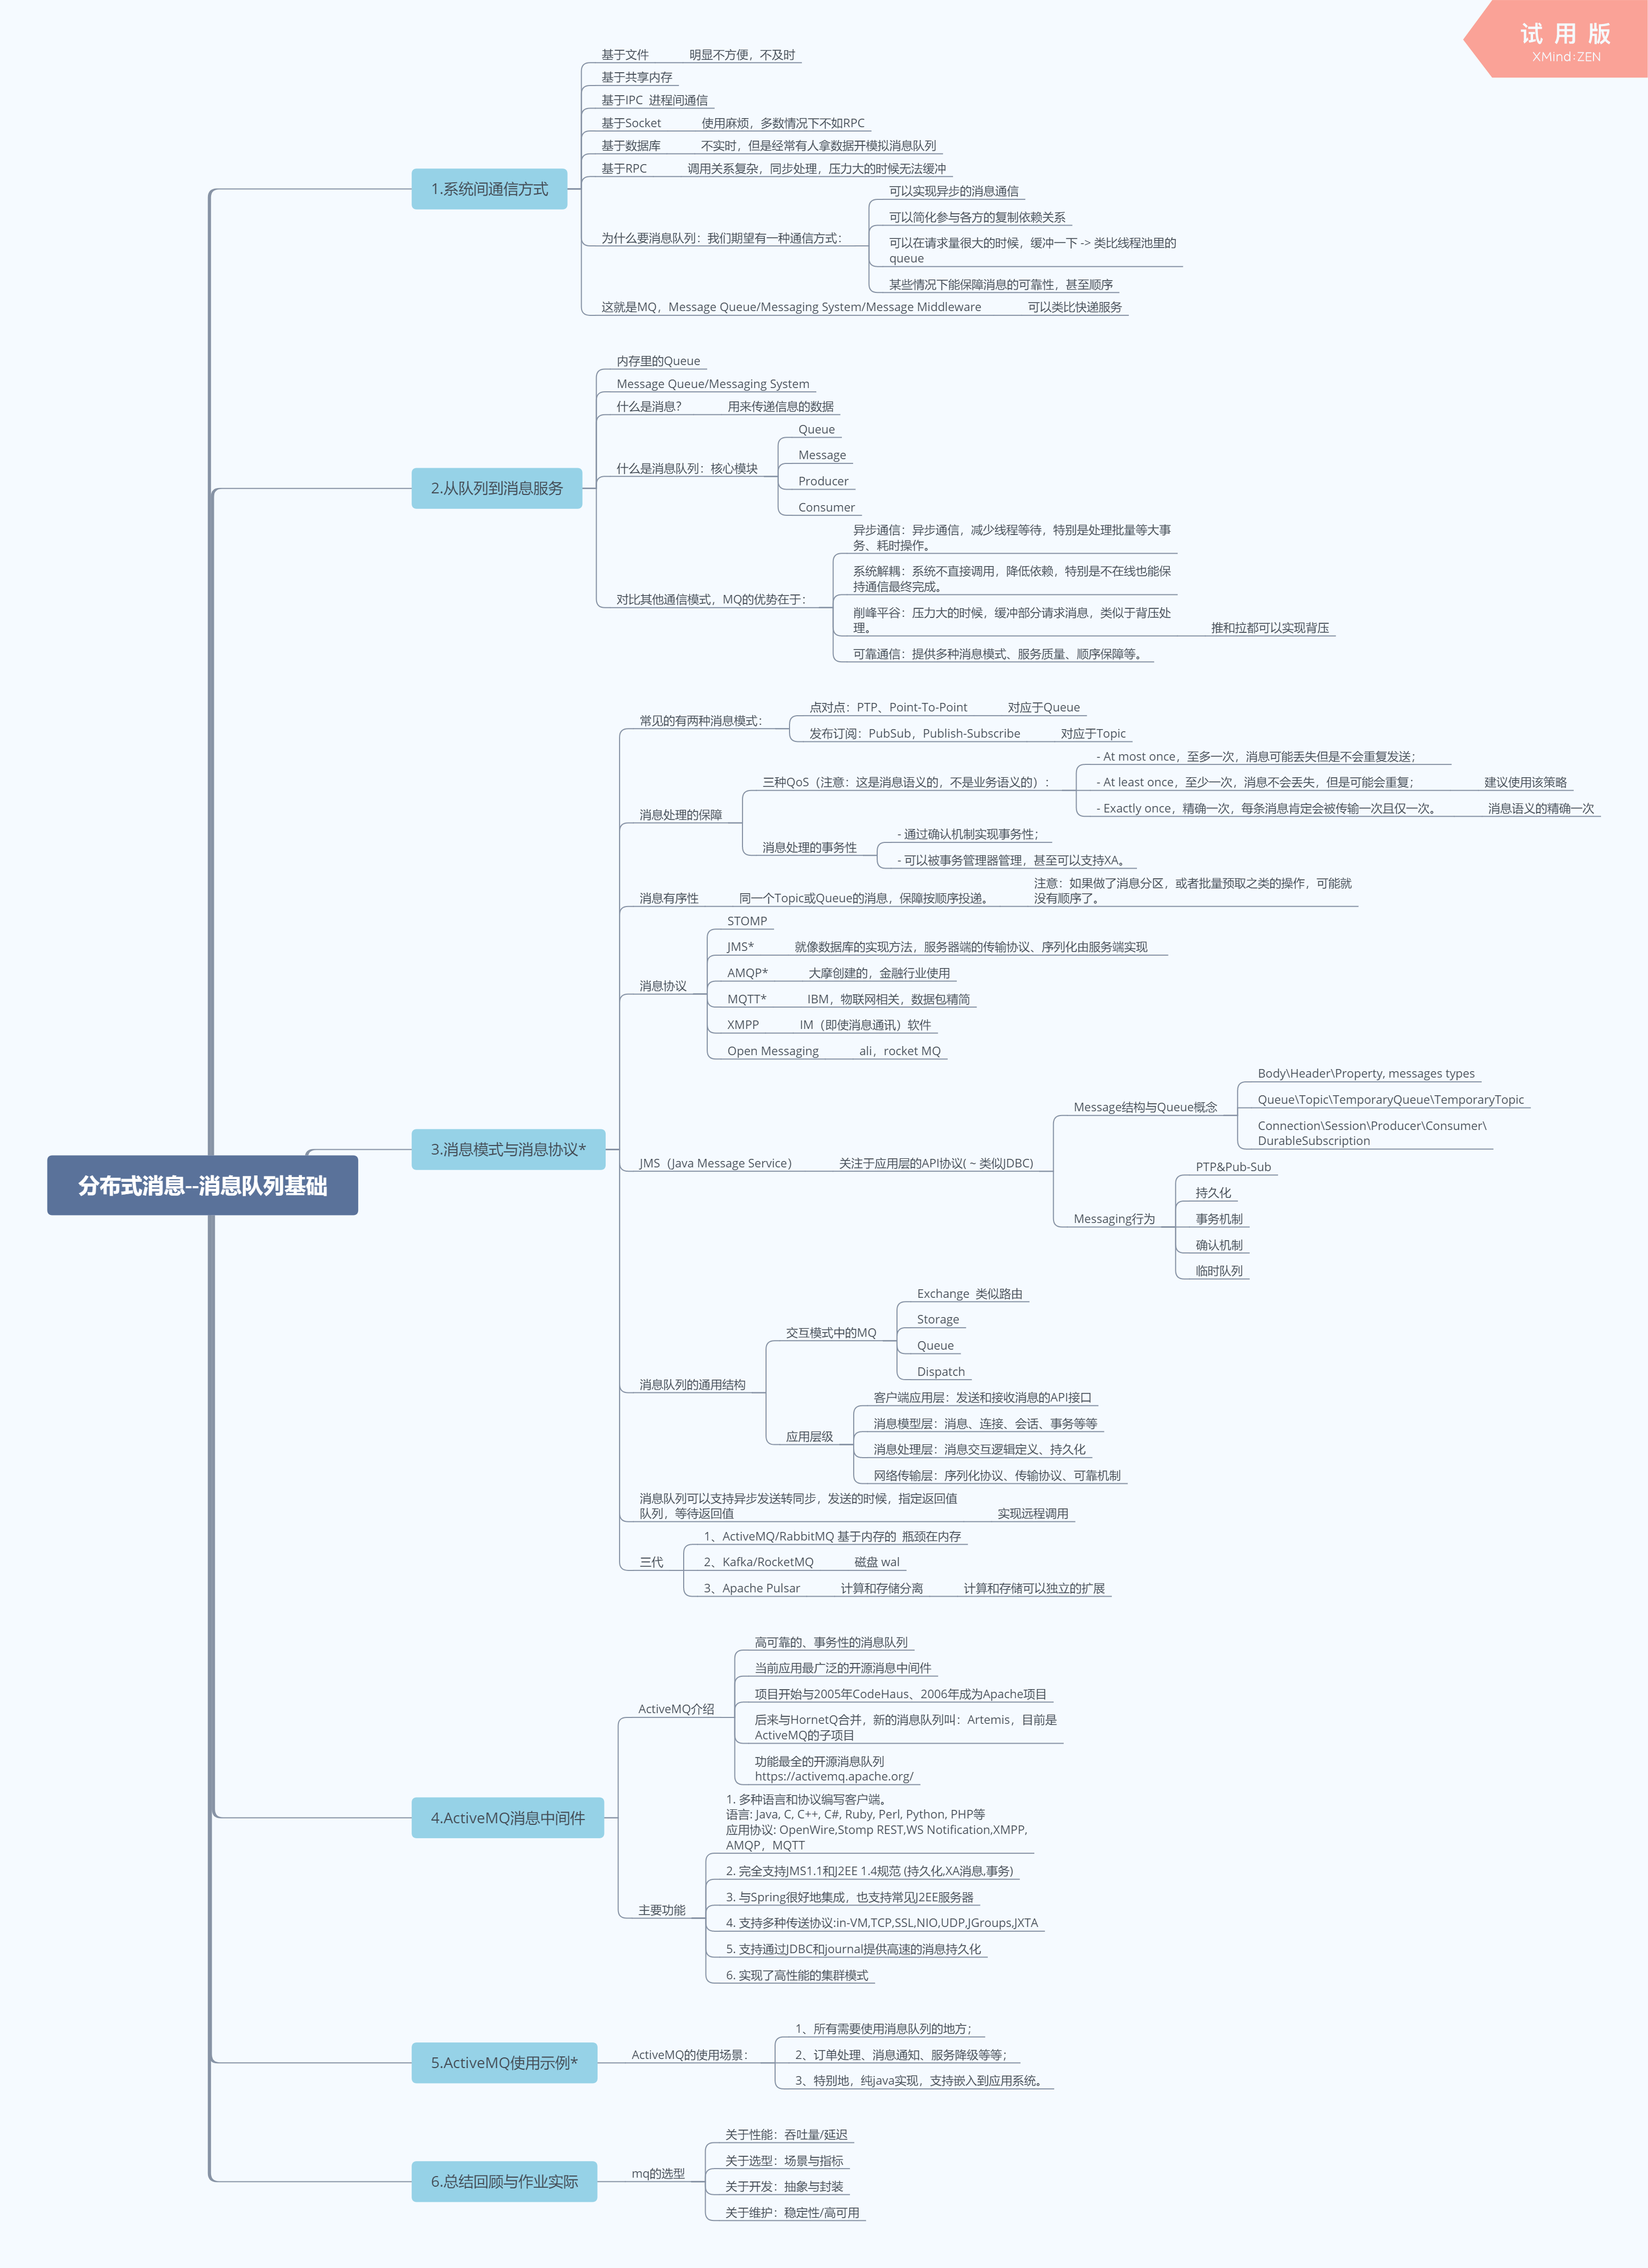 试 用 版
XMind:ZEN
分布式消息--消息队列基础
1.系统间通信方式
基于文件
明显不方便，不及时
基于共享内存
基于IPC 进程间通信
基于Socket
使用麻烦，多数情况下不如RPC
基于数据库
不实时，但是经常有人拿数据开模拟消息队列
基于RPC
调用关系复杂，同步处理，压力大的时候无法缓冲
为什么要消息队列：我们期望有一种通信方式：
可以实现异步的消息通信
可以简化参与各方的复制依赖关系
可以在请求量很大的时候，缓冲一下 -> 类比线程池里的
queue
某些情况下能保障消息的可靠性，甚至顺序
这就是MQ，Message Queue/Messaging System/Message Middleware
可以类比快递服务
2.从队列到消息服务
内存里的Queue
Message Queue/Messaging System
什么是消息？
用来传递信息的数据
什么是消息队列：核心模块
Queue
Message
Producer
Consumer
对比其他通信模式，MQ的优势在于：
异步通信：异步通信，减少线程等待，特别是处理批量等大事
务、耗时操作。
系统解耦：系统不直接调用，降低依赖，特别是不在线也能保
持通信最终完成。
削峰平谷：压力大的时候，缓冲部分请求消息，类似于背压处
理。
推和拉都可以实现背压
可靠通信：提供多种消息模式、服务质量、顺序保障等。
3.消息模式与消息协议*
常见的有两种消息模式：
点对点：PTP、Point-To-Point
对应于Queue
发布订阅：PubSub，Publish-Subscribe
对应于Topic
消息处理的保障
三种QoS（注意：这是消息语义的，不是业务语义的）：
- At most once，至多一次，消息可能丢失但是不会重复发送；
- At least once，至少一次，消息不会丢失，但是可能会重复；
建议使用该策略
- Exactly once，精确一次，每条消息肯定会被传输一次且仅一次。
消息语义的精确一次
消息处理的事务性
- 通过确认机制实现事务性；
- 可以被事务管理器管理，甚至可以支持XA。
消息有序性
同一个Topic或Queue的消息，保障按顺序投递。
注意：如果做了消息分区，或者批量预取之类的操作，可能就
没有顺序了。
消息协议
STOMP
JMS*
就像数据库的实现方法，服务器端的传输协议、序列化由服务端实现
AMQP*
大摩创建的，金融行业使用
MQTT*
IBM，物联网相关，数据包精简
XMPP
IM（即使消息通讯）软件
Open Messaging
ali，rocket MQ
JMS（Java Message Service）
关注于应用层的API协议( ~ 类似JDBC)
Message结构与Queue概念
Body\Header\Property, messages types
Queue\Topic\TemporaryQueue\TemporaryTopic
Connection\Session\Producer\Consumer\
DurableSubscription
Messaging行为
PTP&Pub-Sub
持久化
事务机制
确认机制
临时队列
消息队列的通用结构
交互模式中的MQ
Exchange 类似路由
Storage
Queue
Dispatch
应用层级
客户端应用层：发送和接收消息的API接口
消息模型层：消息、连接、会话、事务等等
消息处理层：消息交互逻辑定义、持久化
网络传输层：序列化协议、传输协议、可靠机制
消息队列可以支持异步发送转同步，发送的时候，指定返回值
队列，等待返回值
实现远程调用
三代
1、ActiveMQ/RabbitMQ 基于内存的 瓶颈在内存
2、Kafka/RocketMQ
磁盘 wal
3、Apache Pulsar
计算和存储分离
计算和存储可以独立的扩展
4.ActiveMQ消息中间件
ActiveMQ介绍
高可靠的、事务性的消息队列
当前应用最广泛的开源消息中间件
项目开始与2005年CodeHaus、2006年成为Apache项目
后来与HornetQ合并，新的消息队列叫：Artemis，目前是
ActiveMQ的子项目
功能最全的开源消息队列
https://activemq.apache.org/
主要功能
1. 多种语言和协议编写客户端。
语言: Java, C, C++, C#, Ruby, Perl, Python, PHP等
应用协议: OpenWire,Stomp REST,WS Notification,XMPP,
AMQP，MQTT
2. 完全支持JMS1.1和J2EE 1.4规范 (持久化,XA消息,事务)
3. 与Spring很好地集成，也支持常见J2EE服务器
4. 支持多种传送协议:in-VM,TCP,SSL,NIO,UDP,JGroups,JXTA
5. 支持通过JDBC和journal提供高速的消息持久化
6. 实现了高性能的集群模式
5.ActiveMQ使用示例*
ActiveMQ的使用场景：
1、所有需要使用消息队列的地方；
2、订单处理、消息通知、服务降级等等；
3、特别地，纯java实现，支持嵌入到应用系统。
6.总结回顾与作业实际
mq的选型
关于性能：吞吐量/延迟
关于选型：场景与指标
关于开发：抽象与封装
关于维护：稳定性/高可用